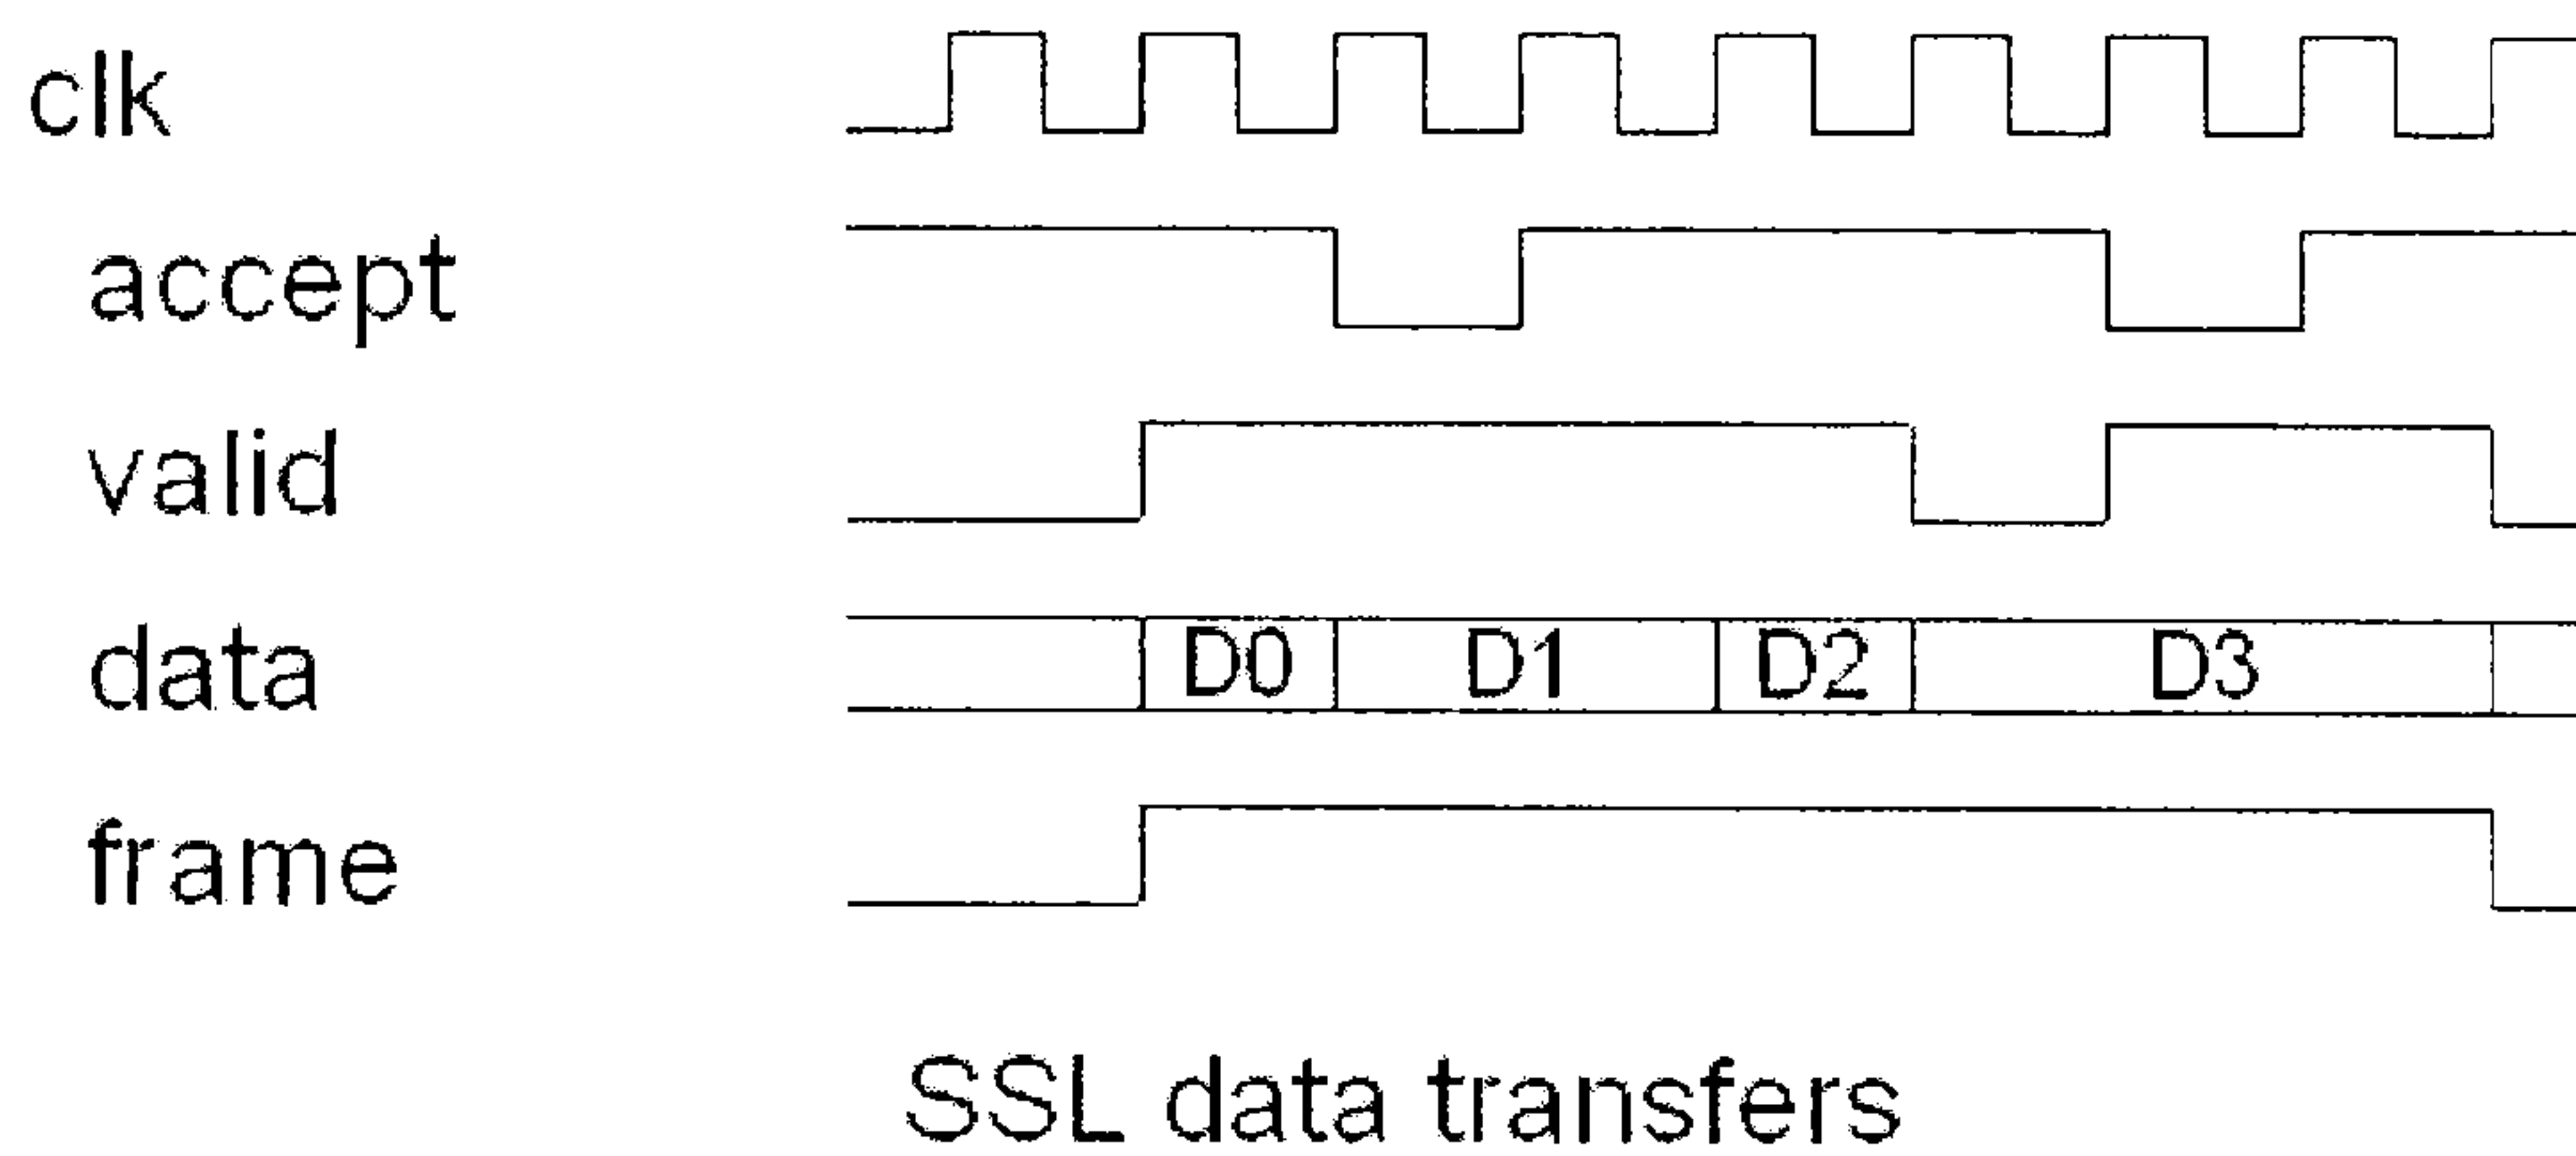 clk
accept
valid
data D0 D1 D2 D3
frame
SSL data transfers